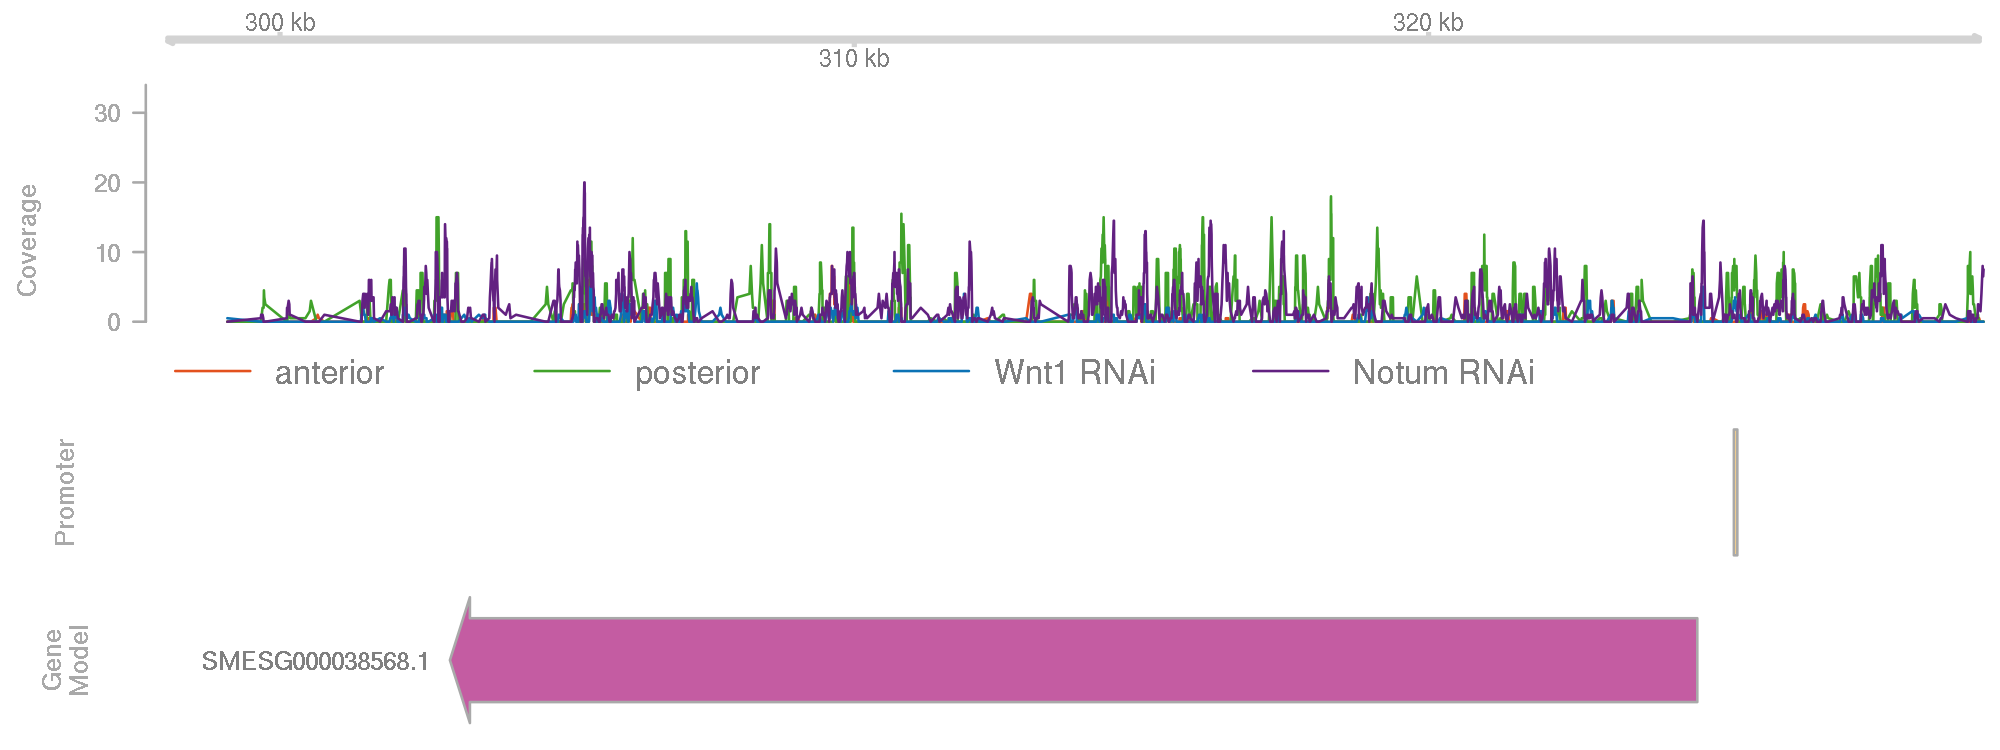 300 kb
320 kb
310 kb
Coverage
30
20
10
0
anterior
posterior
Wnt1 RNAi
Notum RNAi
Promoter
Gene
Model
SMESG000038568.1